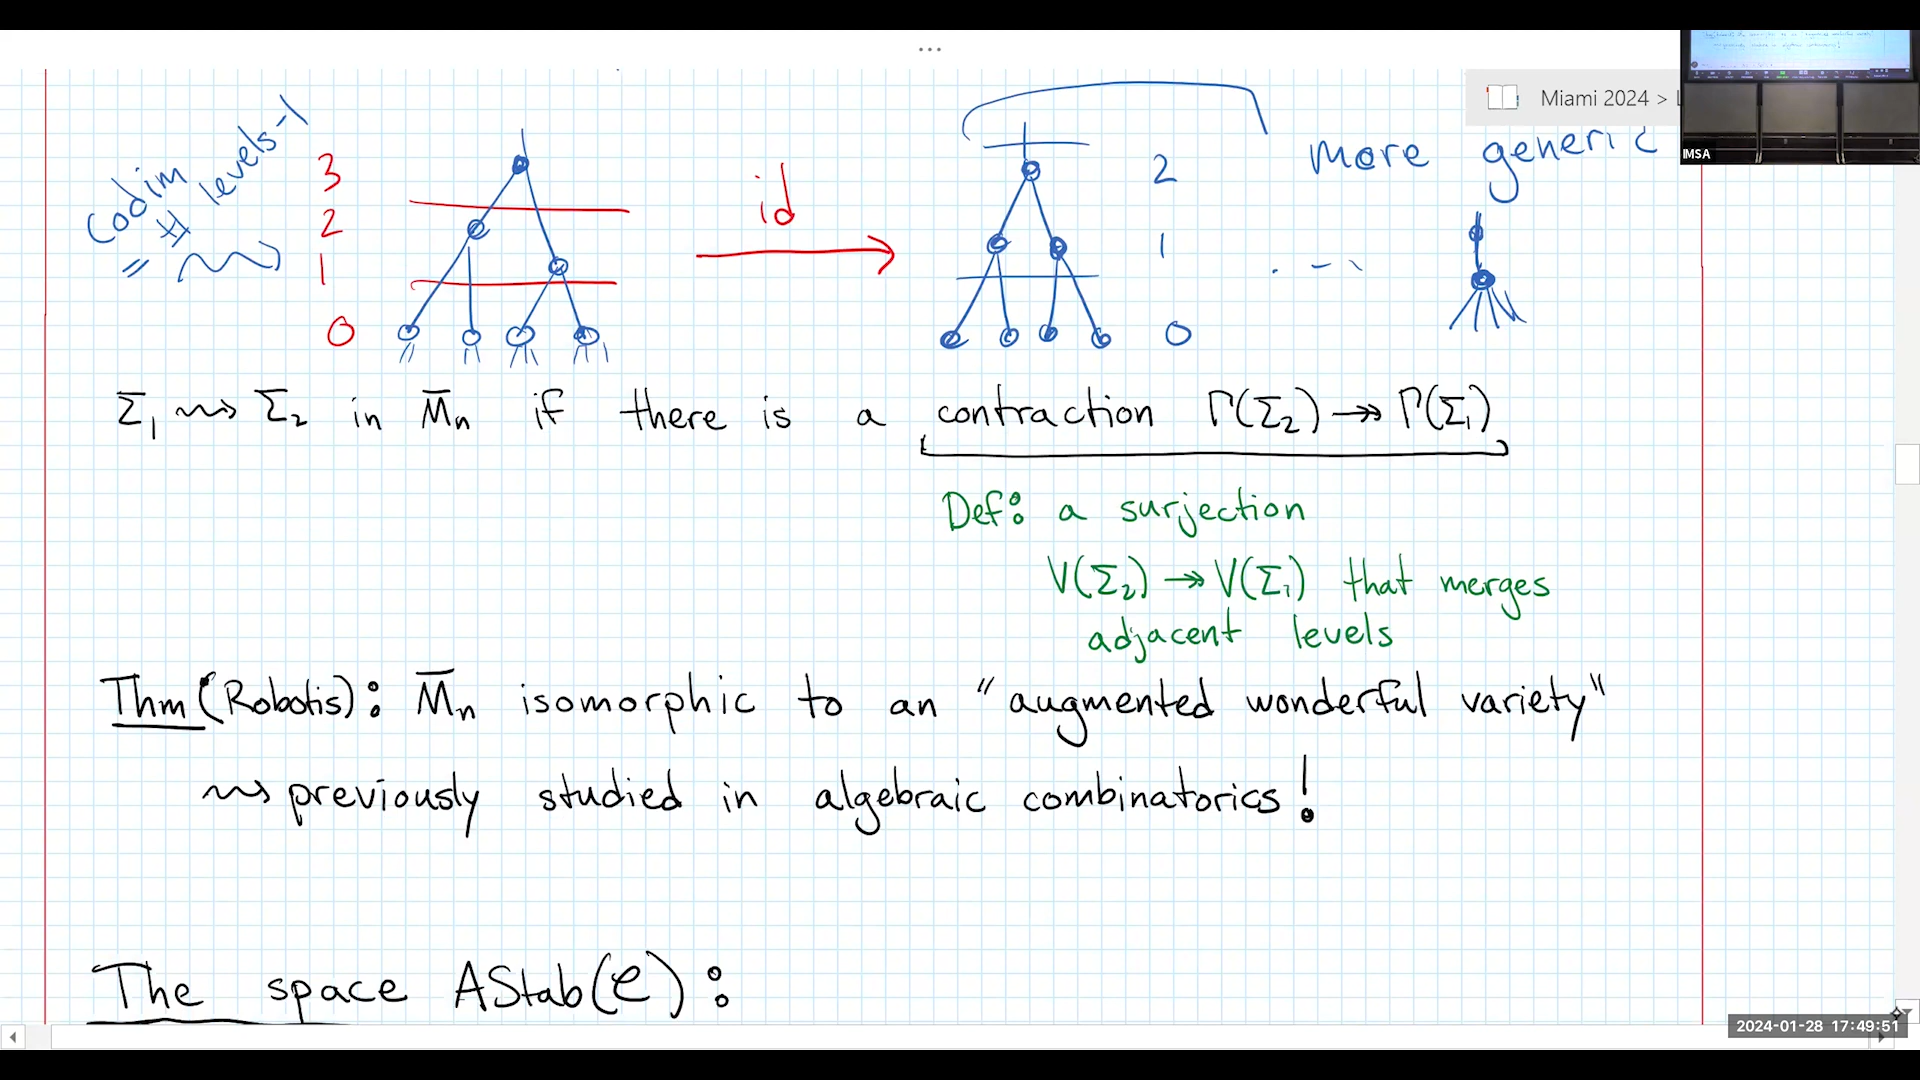 Miami 2024 > L
IMSA
codim
= # levels-1
3
2
1
0
id
2
1
0
more generic
Σ₁ ⇝ Σ₂ in M̄ₙ if there is a contraction Γ(Σ₂) ↠ Γ(Σ₁)
Def: a surjection
V(Σ₂) ↠ V(Σ₁) that merges
adjacent levels
Thm (Robotis): M̄ₙ isomorphic to an "augmented wonderful variety"
⇝ previously studied in algebraic combinatorics!
The space AStab(𝒞):
2024-01-28 17:49:51